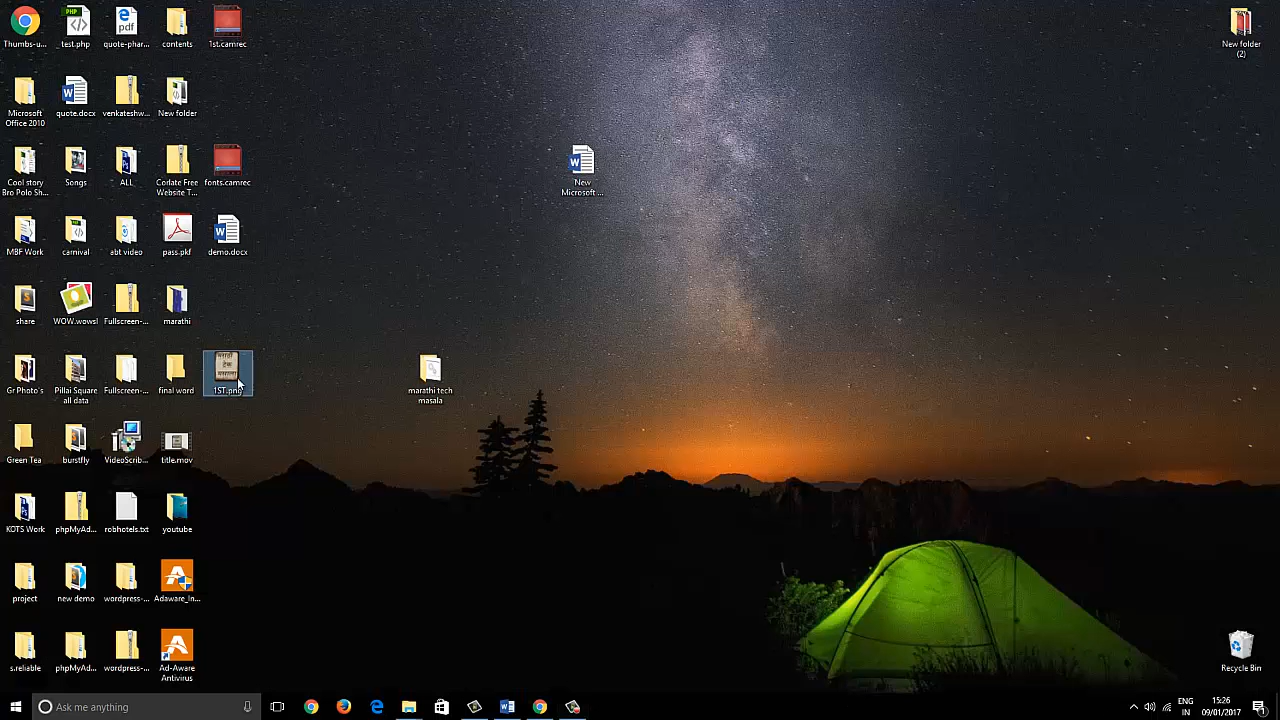 Thumbs-u...
test.php
quote-phar...
contents
1st.camrec
New folder
(2)
Microsoft
Office 2010
quote.docx
venkateshw...
New folder
Cool story
Bro Polo Sh...
Songs
ALL
Corlate Free
Website T...
fonts.camrec
New
Microsoft ...
MBF Work
carnival
abt video
pass.pkf
demo.docx
share
WOW.wowsl
Fullscreen-...
marathi
Gr Photo's
Pillai Square
all data
Fullscreen-...
final word
1ST.png
marathi tech
masala
Green Tea
burstfly
VideoScrib...
title.mov
KOTS Work
phpMyAd...
robhotels.txt
youtube
project
new demo
wordpress-...
Adaware_In...
s.reliable
phpMyAd...
wordpress-...
Ad-Aware
Antivirus
Recycle Bin
Ask me anything
ENG
IN
15:26
09/01/2017